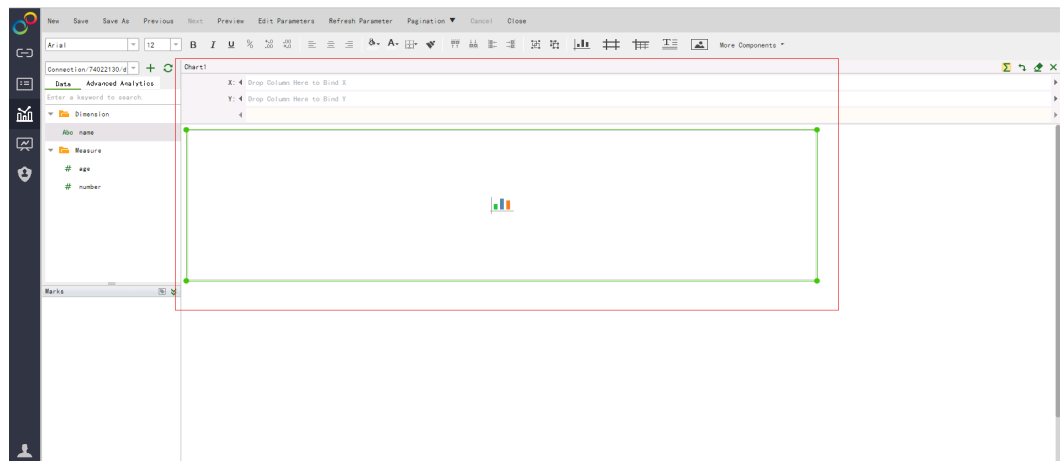 New Save Save As Previous Next Preview Edit Parameters Refresh Parameter Pagination ▼ Cancel Close
Arial 12 B I U % A More Components
Connection/74022130/d
Chart1
Data Advanced Analytics
X: Drop Column Here to Bind X
Enter a keyword to search.
Y: Drop Column Here to Bind Y
Dimension
Abc name
Measure
# age
# number
Marks